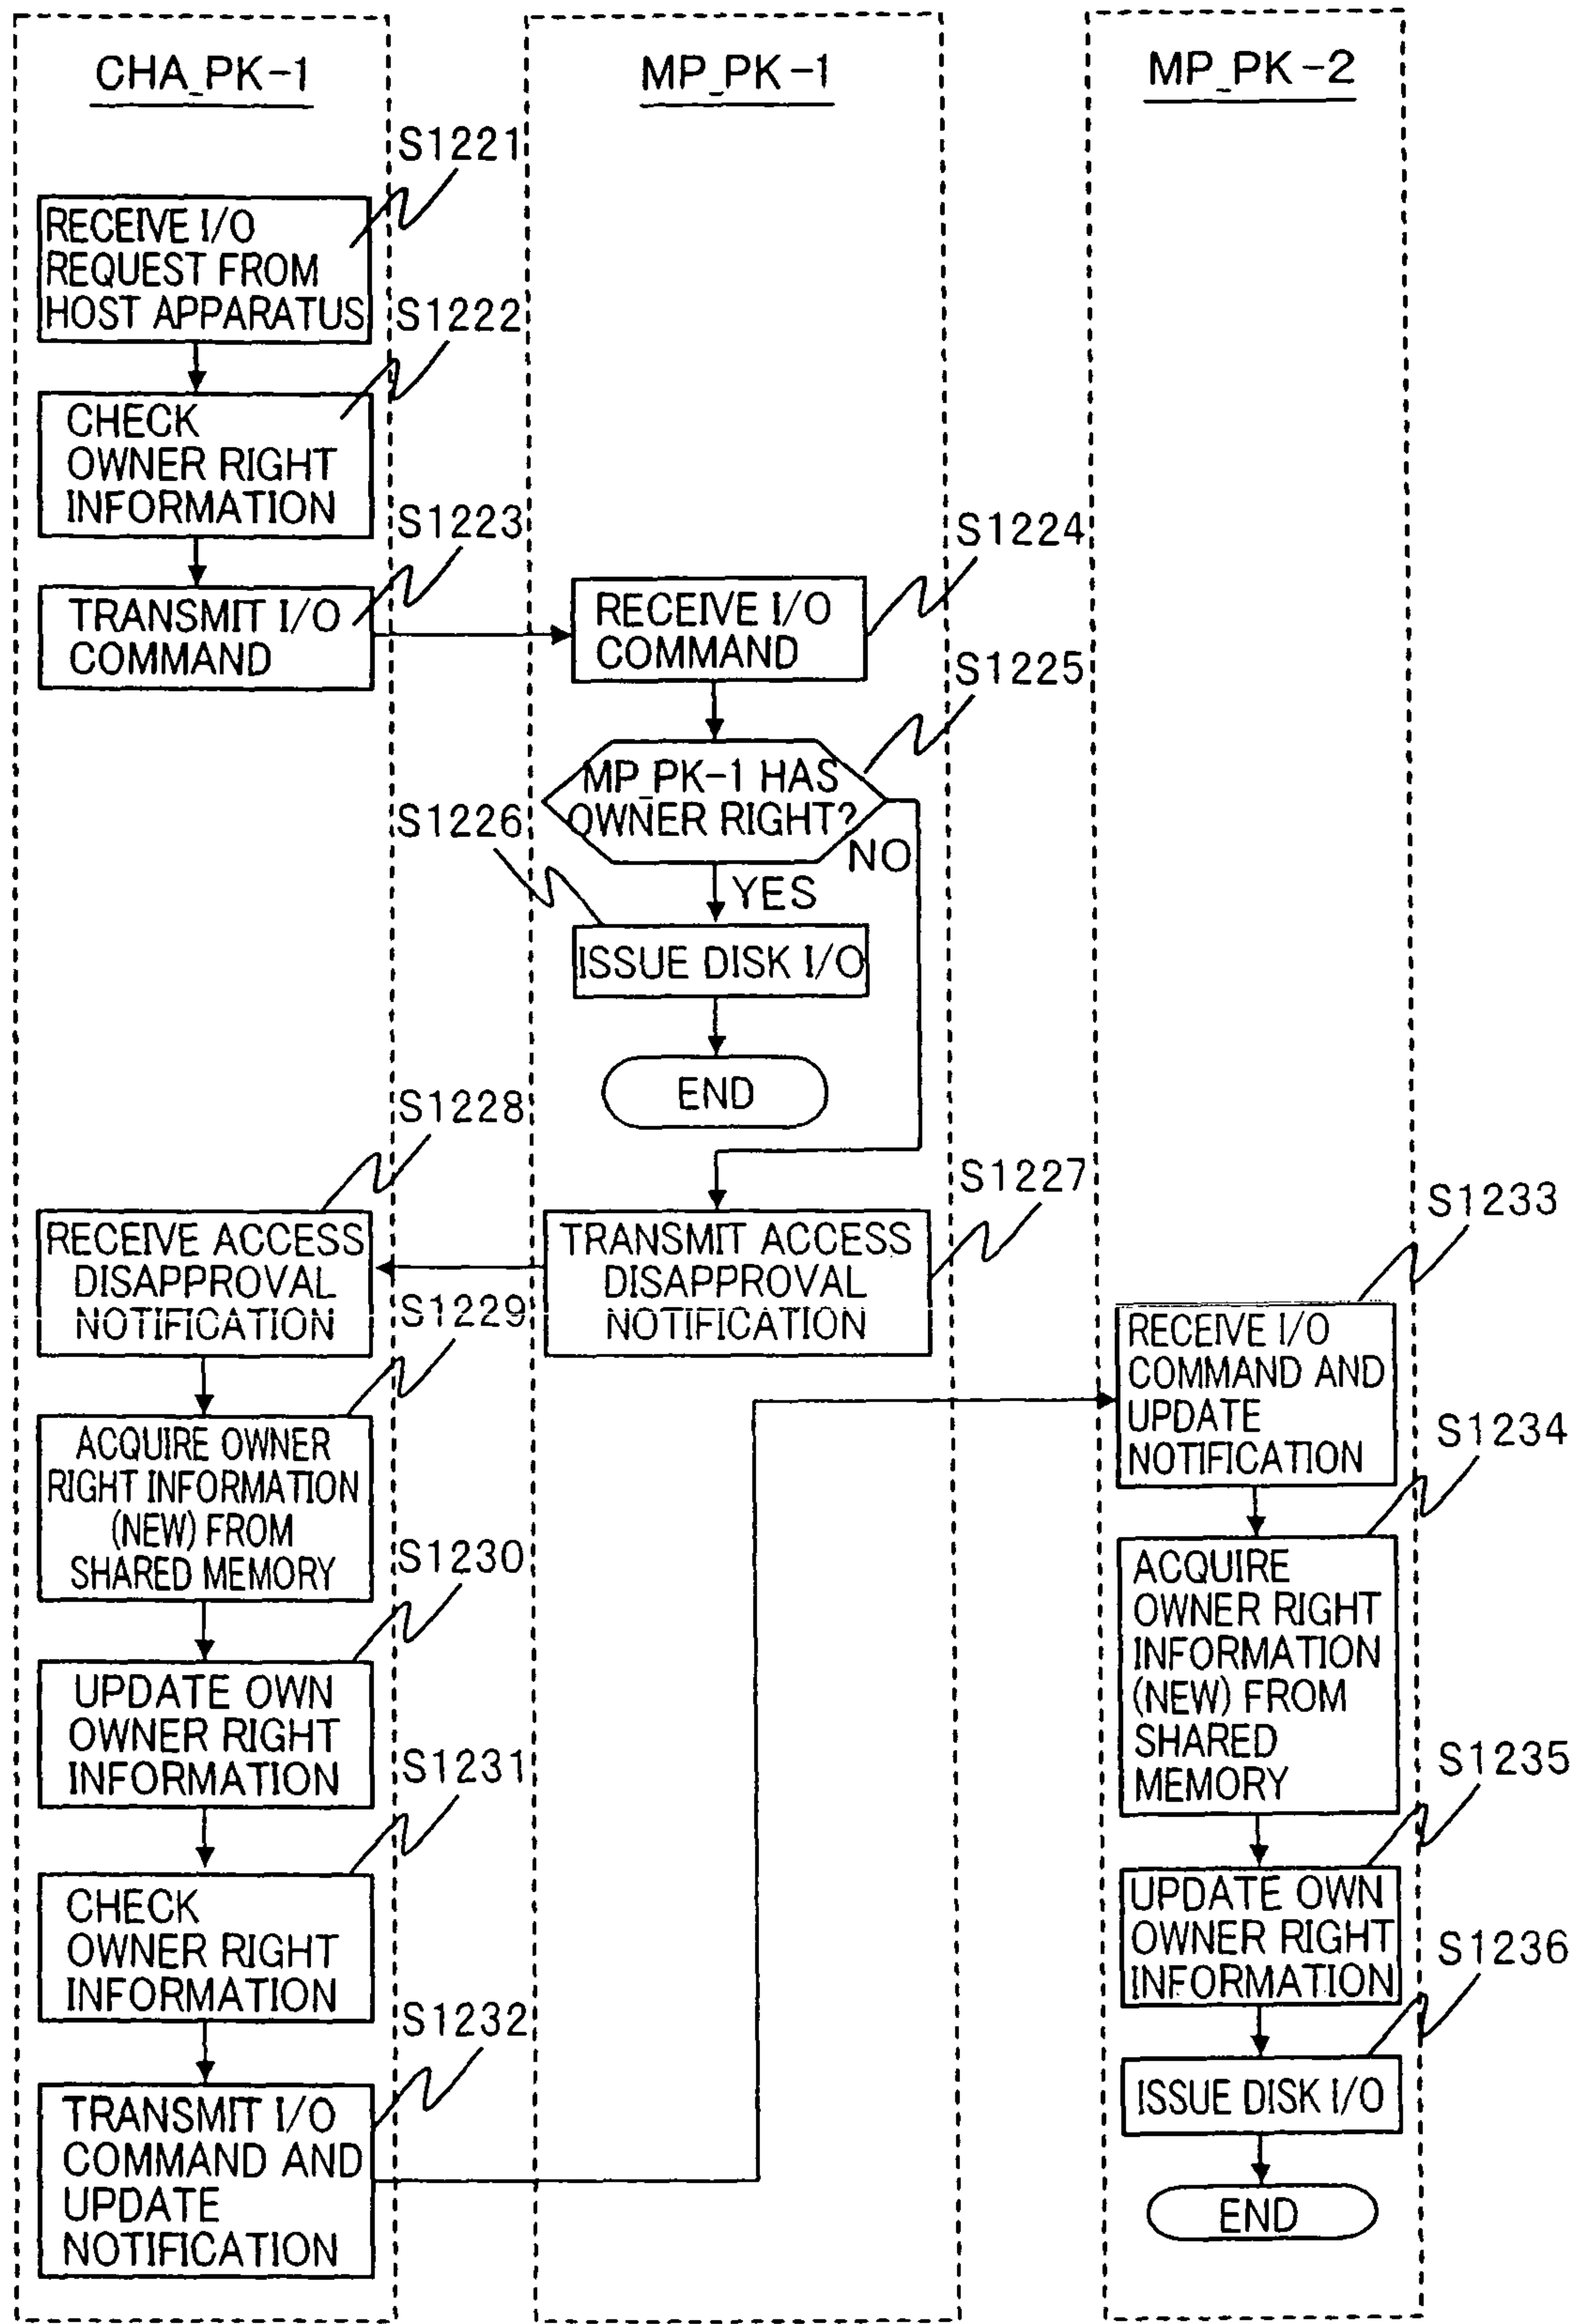 CHA_PK-1
S1221
RECEIVE I/O
REQUEST FROM
HOST APPARATUS
S1222
CHECK
OWNER RIGHT
INFORMATION
S1223
TRANSMIT I/O
COMMAND
MP_PK-1
S1224
RECEIVE I/O
COMMAND
S1225
MP_PK-1 HAS
OWNER RIGHT?
NO
YES
S1226
ISSUE DISK I/O
END
S1227
TRANSMIT ACCESS
DISAPPROVAL
NOTIFICATION
S1228
RECEIVE ACCESS
DISAPPROVAL
NOTIFICATION
S1229
ACQUIRE OWNER
RIGHT INFORMATION
(NEW) FROM
SHARED MEMORY
S1230
UPDATE OWN
OWNER RIGHT
INFORMATION
S1231
CHECK
OWNER RIGHT
INFORMATION
S1232
TRANSMIT I/O
COMMAND AND
UPDATE
NOTIFICATION
MP_PK-2
S1233
RECEIVE I/O
COMMAND AND
UPDATE
NOTIFICATION
S1234
ACQUIRE
OWNER RIGHT
INFORMATION
(NEW) FROM
SHARED
MEMORY
S1235
UPDATE OWN
OWNER RIGHT
INFORMATION
S1236
ISSUE DISK I/O
END